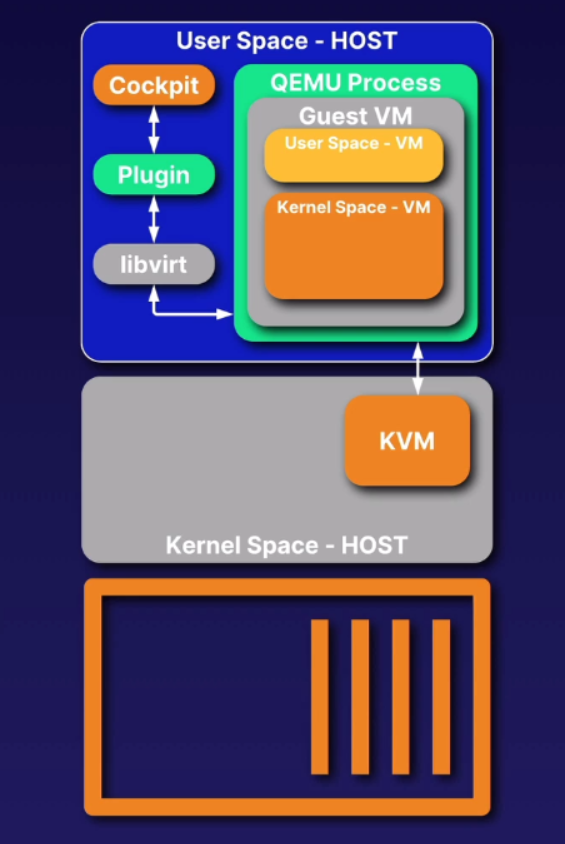 User Space - HOST
Cockpit
Plugin
libvirt
QEMU Process
Guest VM
User Space - VM
Kernel Space - VM
KVM
Kernel Space - HOST